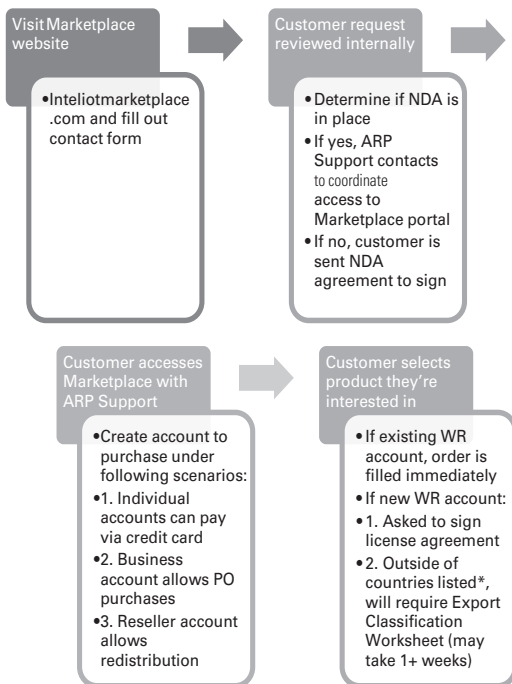 Visit Marketplace
website
•Inteliotmarketplace
.com and fill out
contact form
Customer request
reviewed internally
• Determine if NDA is
in place
• If yes, ARP
Support contacts
to coordinate
access to
Marketplace portal
• If no, customer is
sent NDA
agreement to sign
Customer accesses
Marketplace with
ARP Support
•Create account to
purchase under
following scenarios:
•1. Individual
accounts can pay
via credit card
•2. Business
account allows PO
purchases
•3. Reseller account
allows
redistribution
Customer selects
product they're
interested in
• If existing WR
account, order is
filled immediately
• If new WR account:
• 1. Asked to sign
license agreement
• 2. Outside of
countries listed*,
will require Export
Classification
Worksheet (may
take 1+ weeks)